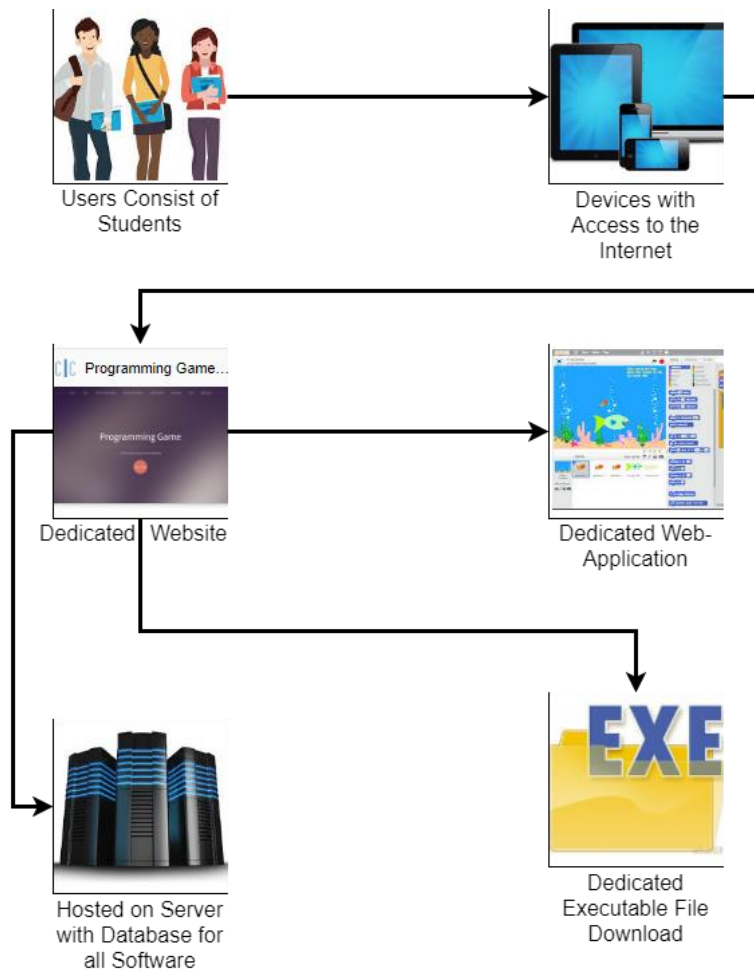 Users Consist of
Students
Devices with
Access to the
Internet
C|C Programming Game...
Programming Game
Dedicated Website
Dedicated Web-
Application
EXE
Hosted on Server
with Database for
all Software
Dedicated
Executable File
Download